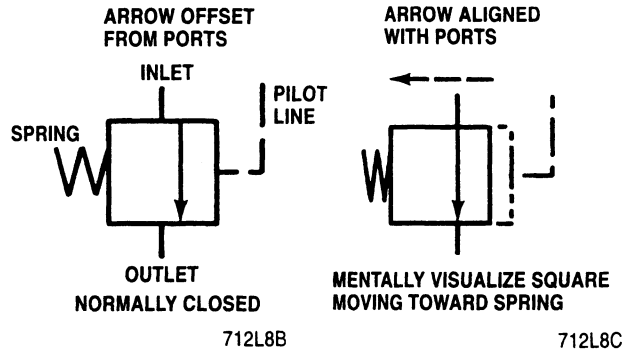 ARROW OFFSET
FROM PORTS
INLET
PILOT
LINE
SPRING
OUTLET
NORMALLY CLOSED
712L8B
ARROW ALIGNED
WITH PORTS
MENTALLY VISUALIZE SQUARE
MOVING TOWARD SPRING
712L8C